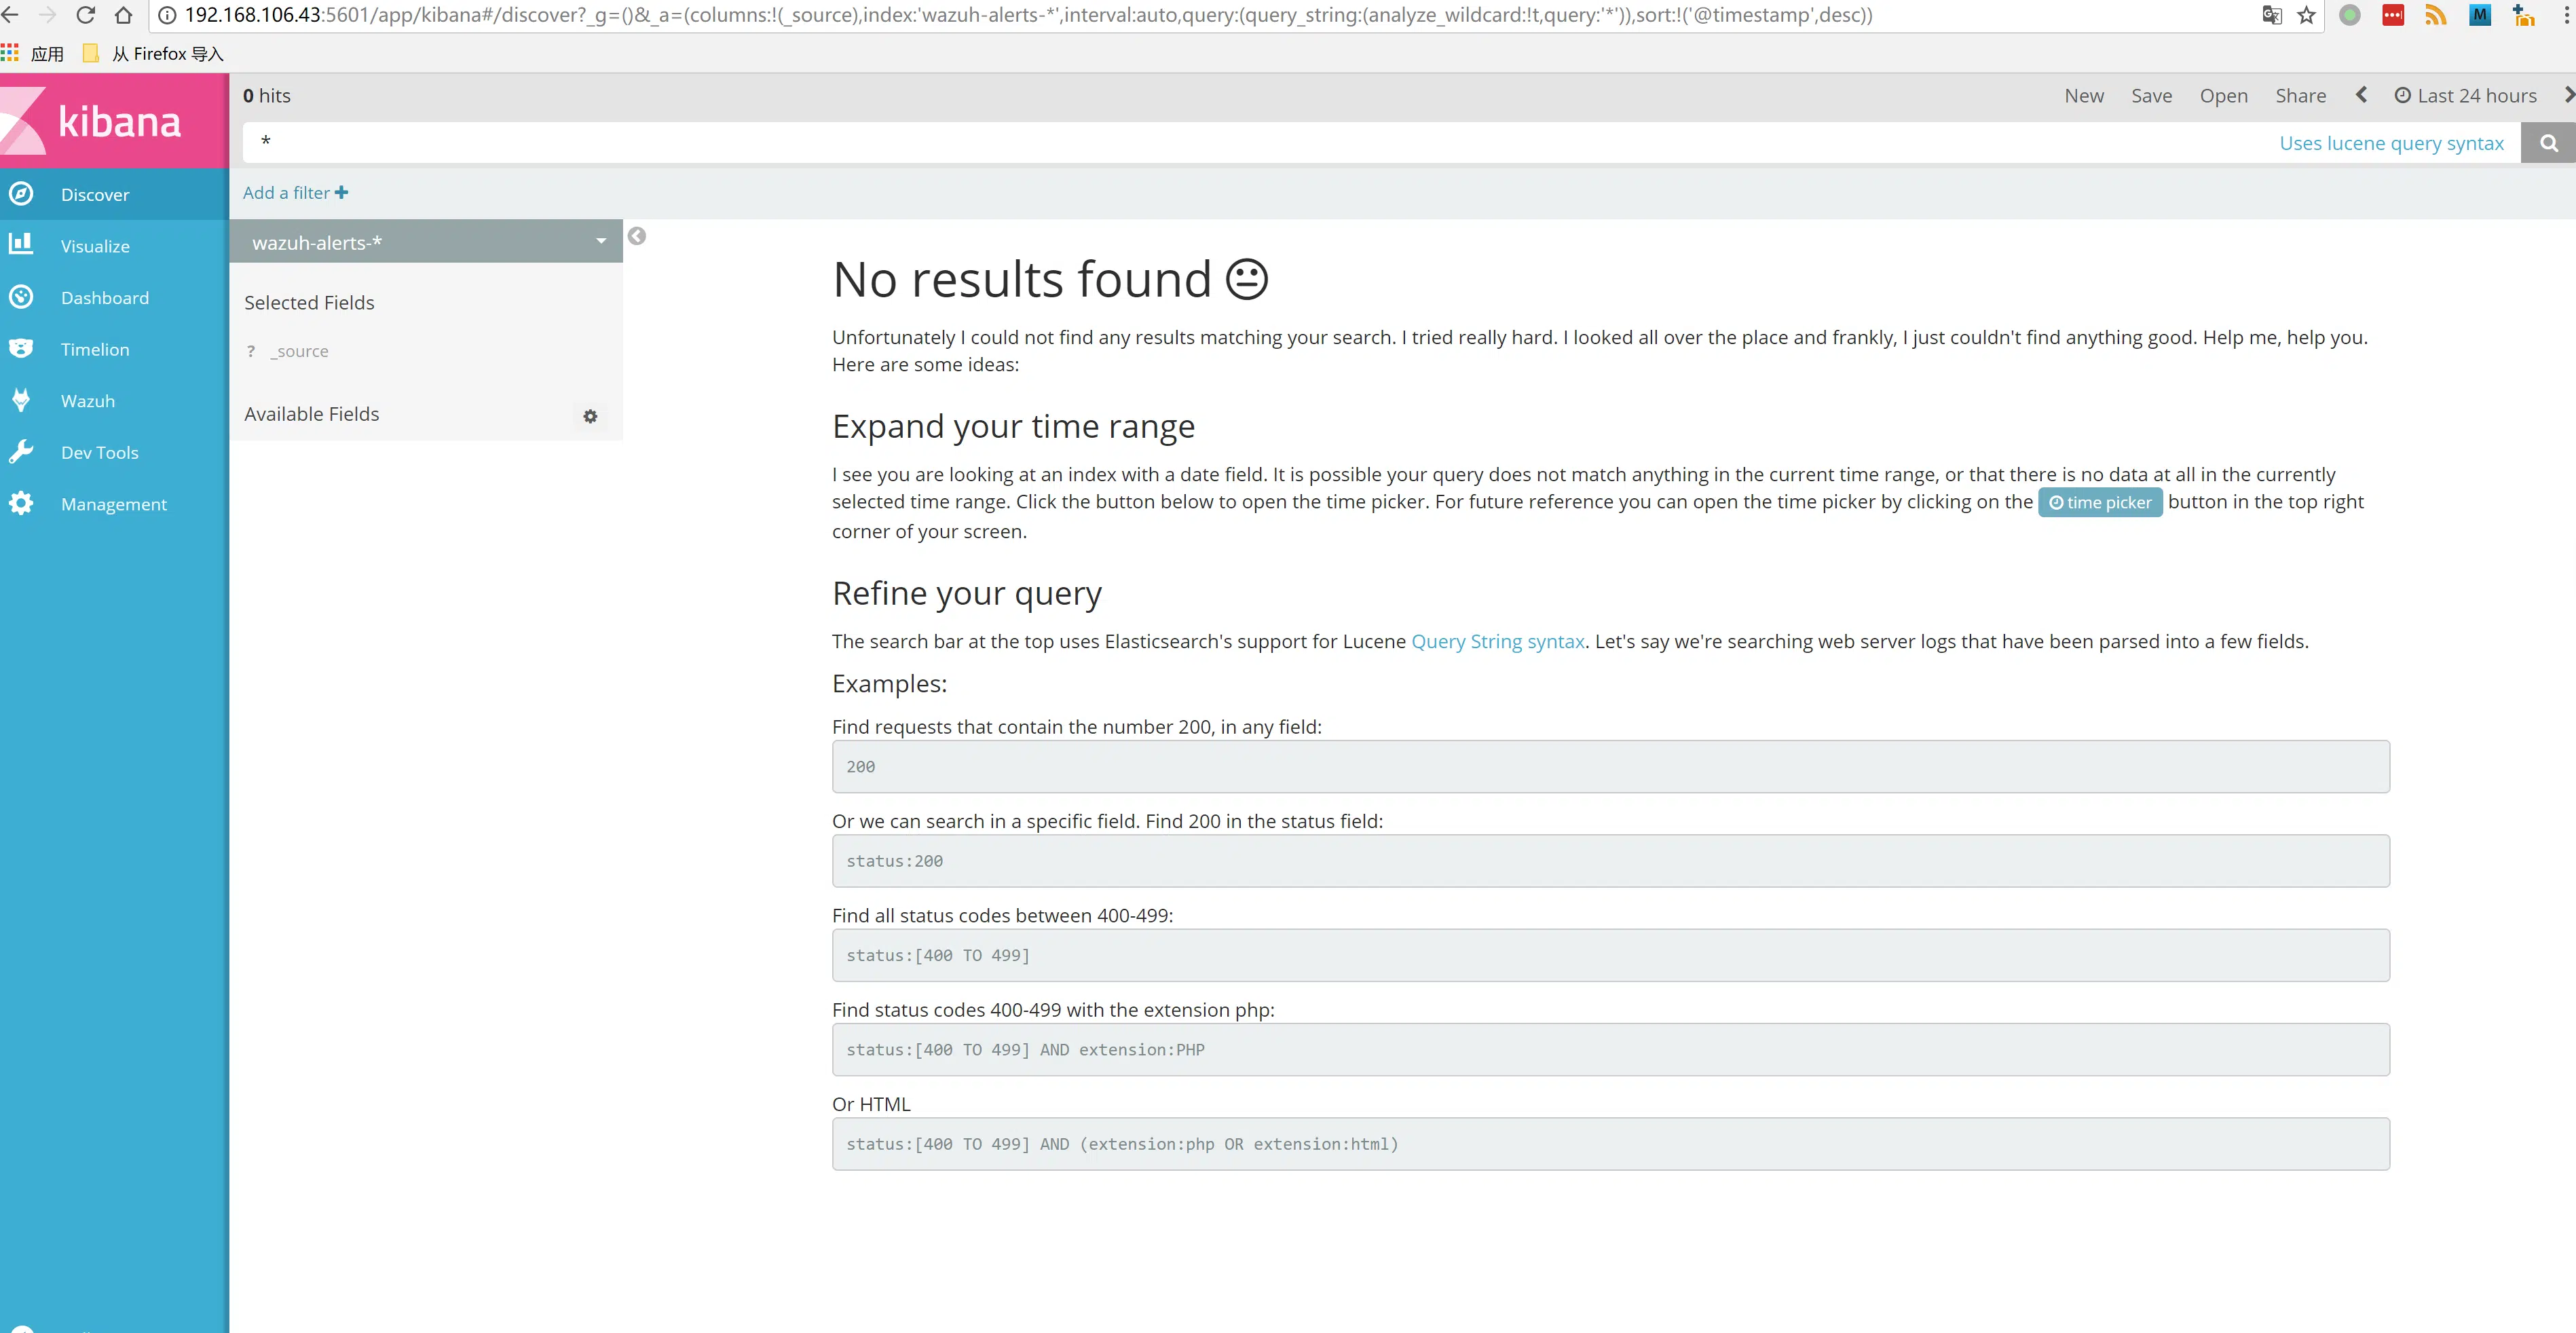 192.168.106.43:5601/app/kibana#/discover?_g=()&_a=(columns:!(_source),index:'wazuh-alerts-*',interval:auto,query:(query_string:(analyze_wildcard:!t,query:'*')),sort:!('@timestamp',desc))
应用 从 Firefox 导入
kibana
0 hits
New Save Open Share Last 24 hours
*
Uses lucene query syntax
Add a filter
Discover
Visualize
Dashboard
Timelion
Wazuh
Dev Tools
Management
wazuh-alerts-*
Selected Fields
? _source
Available Fields
No results found
Unfortunately I could not find any results matching your search. I tried really hard. I looked all over the place and frankly, I just couldn't find anything good. Help me, help you.
Here are some ideas:
Expand your time range
I see you are looking at an index with a date field. It is possible your query does not match anything in the current time range, or that there is no data at all in the currently
selected time range. Click the button below to open the time picker. For future reference you can open the time picker by clicking on the time picker button in the top right
corner of your screen.
Refine your query
The search bar at the top uses Elasticsearch's support for Lucene Query String syntax. Let's say we're searching web server logs that have been parsed into a few fields.
Examples:
Find requests that contain the number 200, in any field:
200
Or we can search in a specific field. Find 200 in the status field:
status:200
Find all status codes between 400-499:
status:[400 TO 499]
Find status codes 400-499 with the extension php:
status:[400 TO 499] AND extension:PHP
Or HTML
status:[400 TO 499] AND (extension:php OR extension:html)